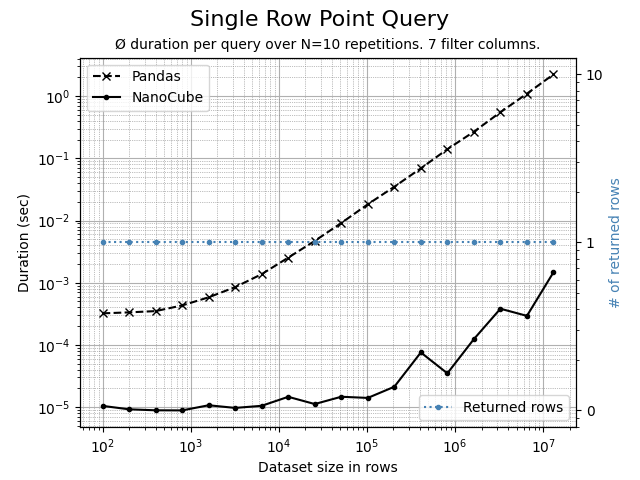 Single Row Point Query
Ø duration per query over N=10 repetitions. 7 filter columns.
Pandas
NanoCube
Duration (sec)
10⁰
10⁻¹
10⁻²
10⁻³
10⁻⁴
10⁻⁵
10
1
0
# of returned rows
Returned rows
10²
10³
10⁴
10⁵
10⁶
10⁷
Dataset size in rows